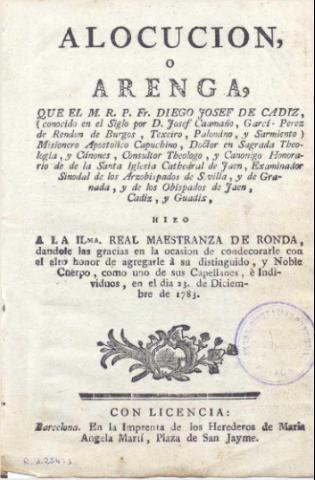 ALOCUCION,
O
ARENGA,
QUE EL M. R. P. Fr. DIEGO JOSEF DE CADIZ,
(conocido en el Siglo por D. Josef Caamaño, Garcí-Perez
de Rendon de Burgos, Texeiro, Palomino, y Sarmiento)
Misionero Apostolico Capuchino, Doctor en Sagrada Theo-
logia, y Cánones, Consultor Theologo, y Canonigo Honora-
rio de de la Santa Iglesia Cathedral de Jaen, Examinador
Sinodal de los Arzobispados de Sevilla, y de Gra-
nada, y de los Obispados de Jaen,
Cadiz, y Guadix,
HIZO
A LA ILMA. REAL MAESTRANZA DE RONDA,
dandole las gracias en la ocasion de condecorarle con
el alto honor de agregarle à su distinguido, y Noble
Cuerpo, como uno de sus Capellanes, è Indi-
viduos, en el dia 23. de Diciem-
bre de 1783.
CON LICENCIA:
Barcelona. En la Imprenta de los Herederos de Maria
Angela Martí, Plaza de San Jayme.